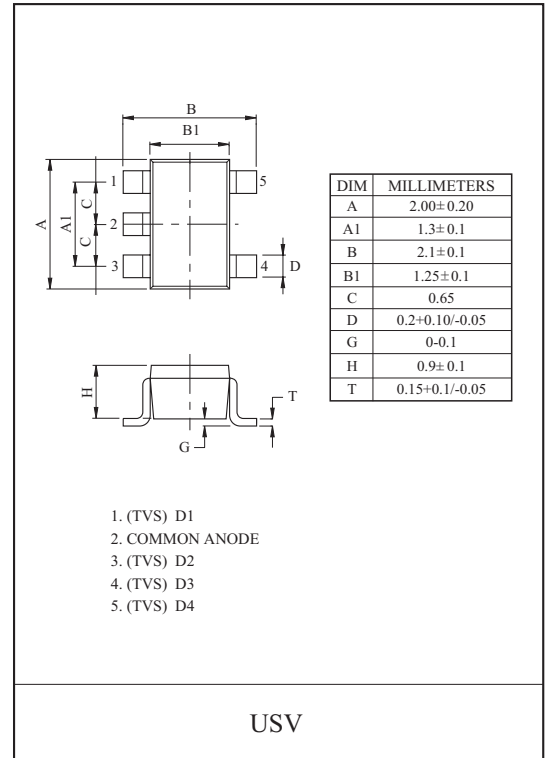 B
B1
1
5
A
A1
C
2
C
3
4
D
DIM MILLIMETERS
A 2.00±0.20
A1 1.3±0.1
B 2.1±0.1
B1 1.25±0.1
C 0.65
D 0.2+0.10/-0.05
G 0-0.1
H 0.9±0.1
T 0.15+0.1/-0.05
H
T
G
1. (TVS) D1
2. COMMON ANODE
3. (TVS) D2
4. (TVS) D3
5. (TVS) D4
USV